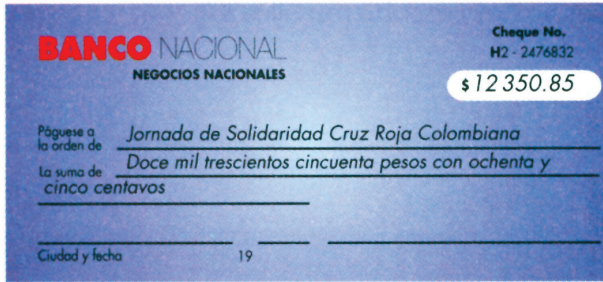 BANCO NACIONAL
NEGOCIOS NACIONALES
Cheque No.
H2 - 2476832
$ 12 350.85
Páguese a la orden de Jornada de Solidaridad Cruz Roja Colombiana
La suma de Doce mil trescientos cincuenta pesos con ochenta y
cinco centavos
Ciudad y fecha 19